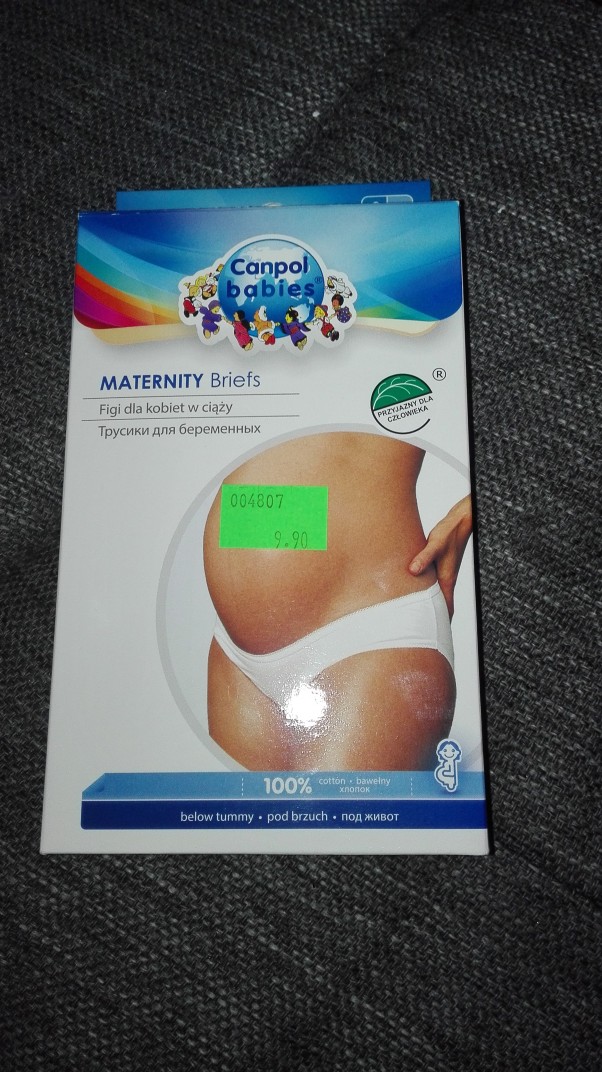 Canpol
babies®
MATERNITY Briefs
Figi dla kobiet w ciąży
Трусики для беременных
®
PRZYJAZNY DLA
CZŁOWIEKA
004807
9.90
100% cotton • bawełny
хлопок
below tummy • pod brzuch • под живот